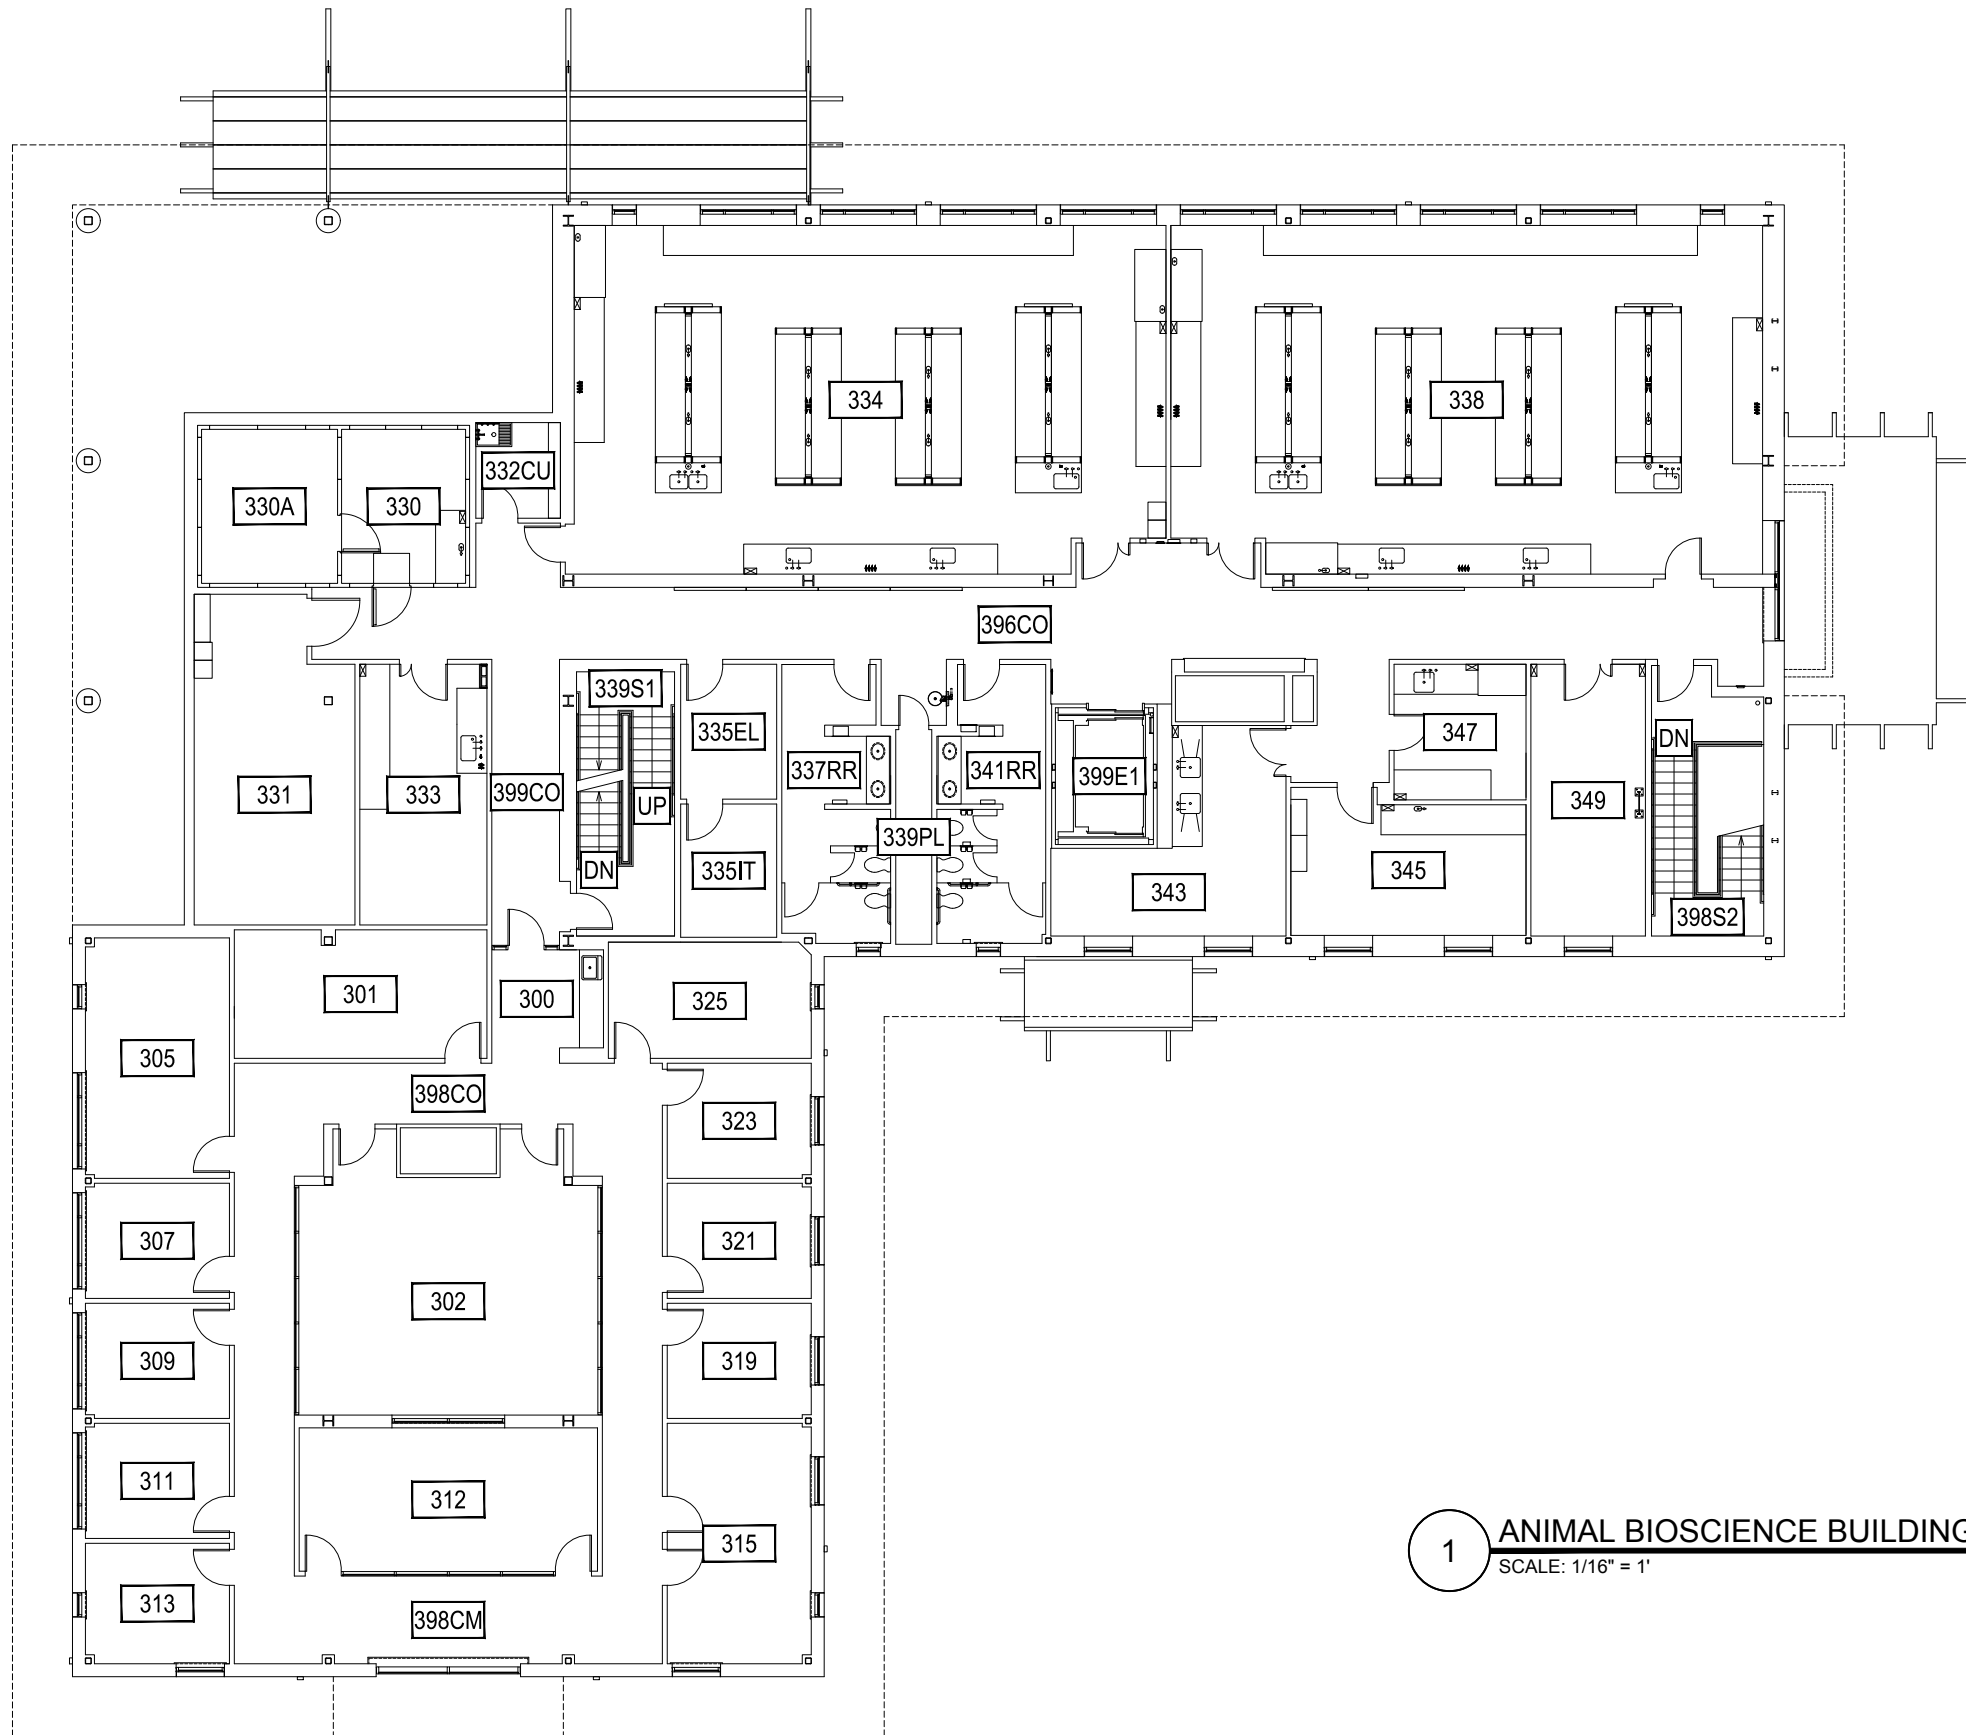 334
338
332CU
330A
330
396CO
339S1
335EL
347
DN
337RR
341RR
399E1
331
333
399CO
UP
349
339PL
DN
335IT
345
343
398S2
301
300
325
305
398CO
323
307
321
302
309
319
311
312
315
313
398CM
1
ANIMAL BIOSCIENCE BUILDING
SCALE: 1/16" = 1'